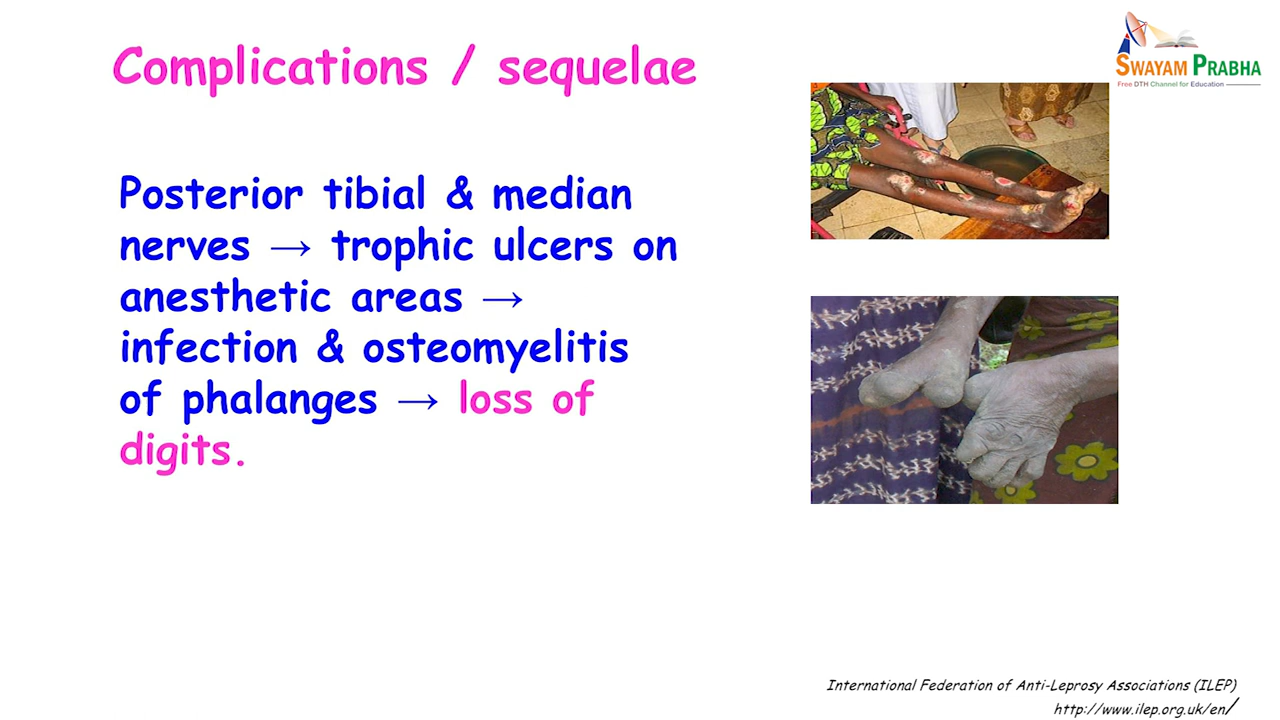 Complications / sequelae
SWAYAM PRABHA
Free DTH Channel for Education
Posterior tibial & median
nerves → trophic ulcers on
anesthetic areas →
infection & osteomyelitis
of phalanges → loss of
digits.
International Federation of Anti-Leprosy Associations (ILEP)
http://www.ilep.org.uk/en/